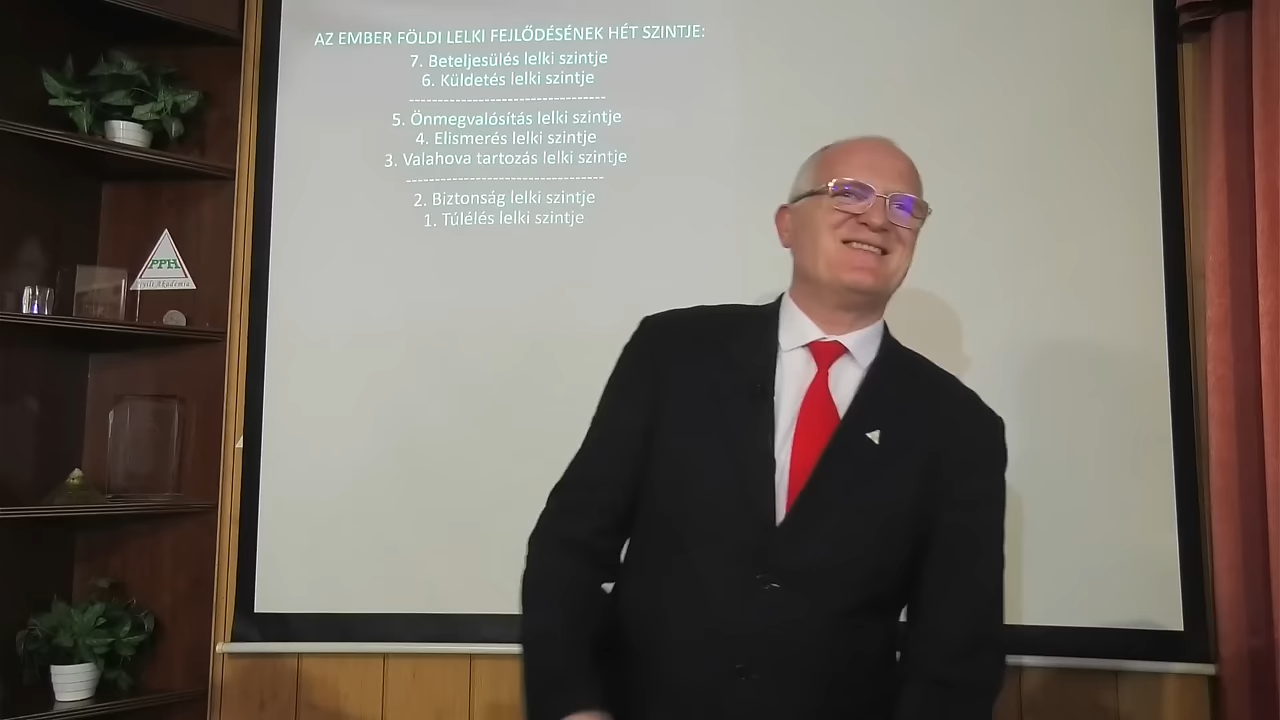 AZ EMBER FÖLDI LELKI FEJLŐDÉSÉNEK HÉT SZINTJE:
7. Beteljesülés lelki szintje
6. Küldetés lelki szintje
----------------------------------
5. Önmegvalósítás lelki szintje
4. Elismerés lelki szintje
3. Valahova tartozás lelki szintje
----------------------------------
2. Biztonság lelki szintje
1. Túlélés lelki szintje
PPH
Akadémia